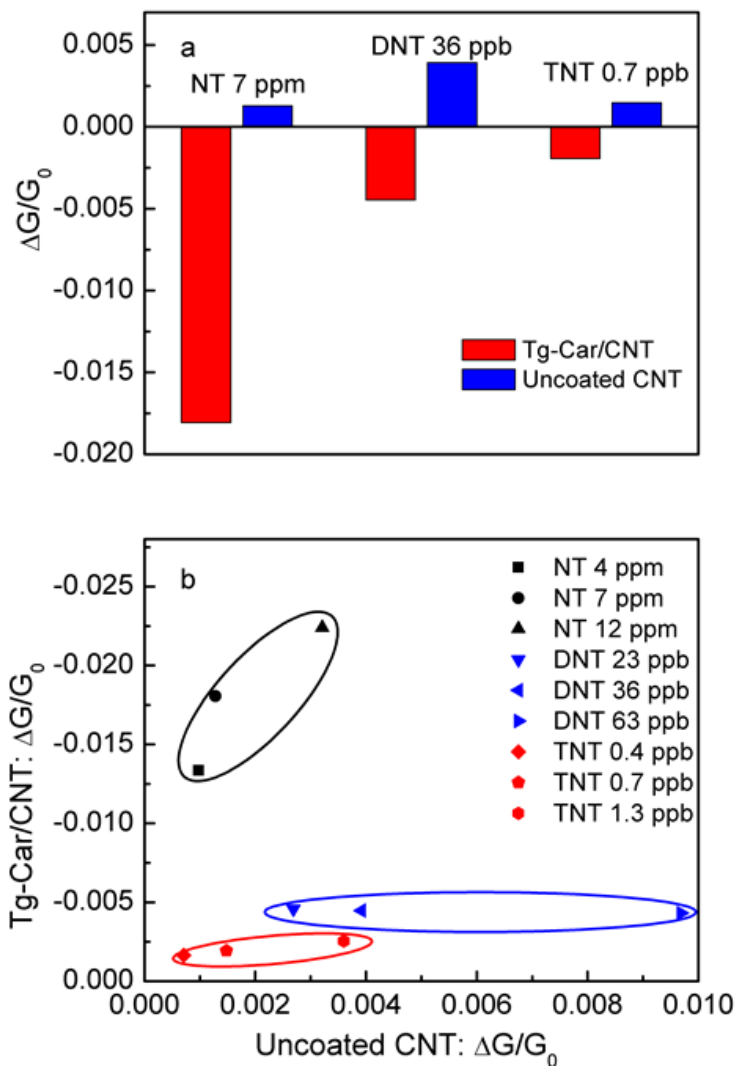 0.005
0.000
-0.005
-0.010
-0.015
-0.020
ΔG/G₀
a
NT 7 ppm
DNT 36 ppb
TNT 0.7 ppb
Tg-Car/CNT
Uncoated CNT
-0.025
-0.020
-0.015
-0.010
-0.005
0.000
Tg-Car/CNT: ΔG/G₀
b
NT 4 ppm
NT 7 ppm
NT 12 ppm
DNT 23 ppb
DNT 36 ppb
DNT 63 ppb
TNT 0.4 ppb
TNT 0.7 ppb
TNT 1.3 ppb
0.000 0.002 0.004 0.006 0.008 0.010
Uncoated CNT: ΔG/G₀